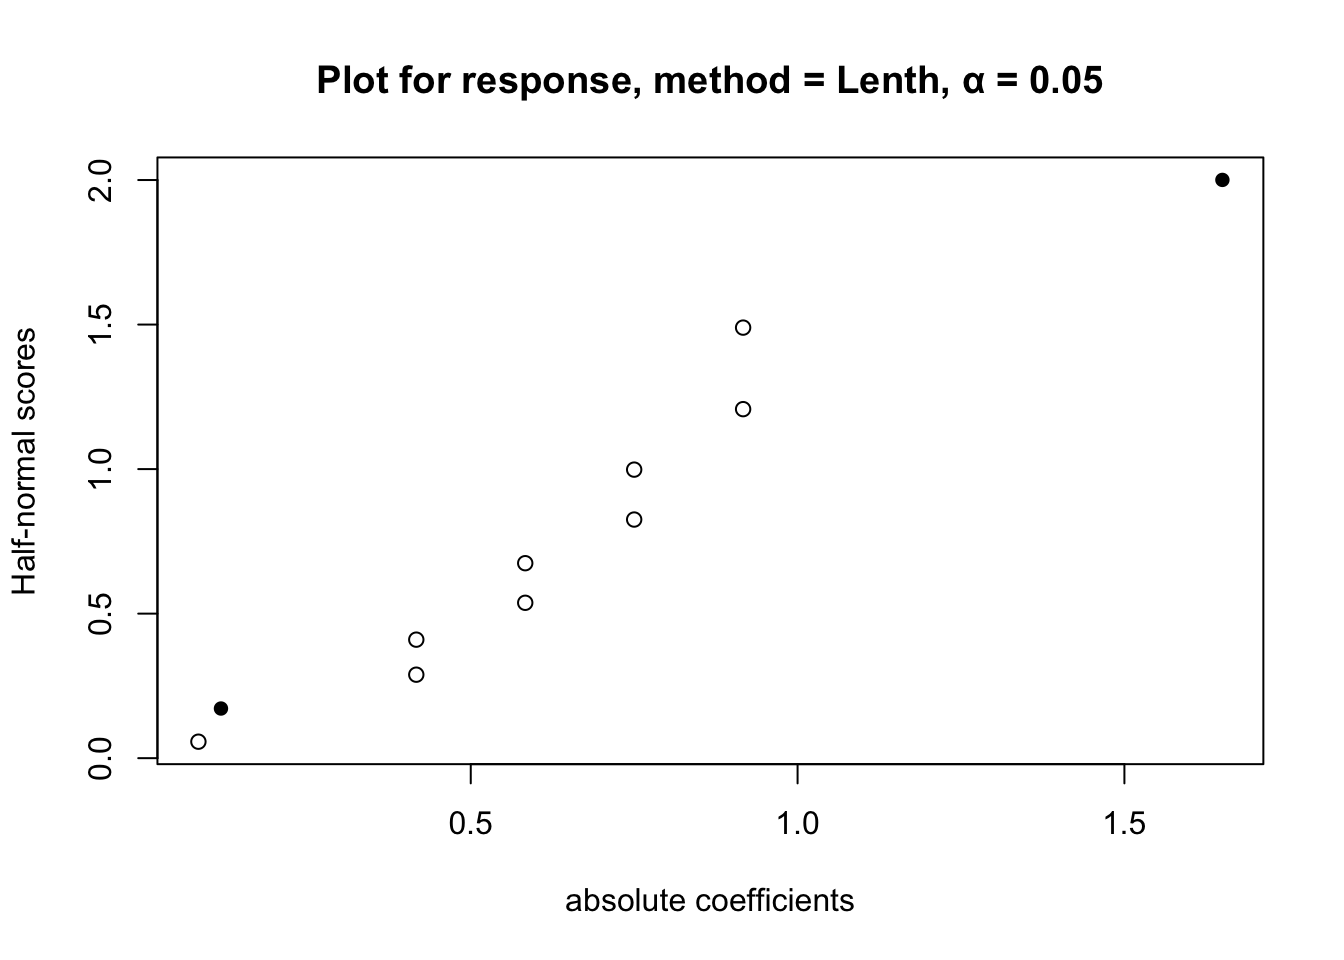 Plot for response, method = Lenth, α = 0.05
Half-normal scores
2.0
1.5
1.0
0.5
0.0
0.5 1.0 1.5
absolute coefficients